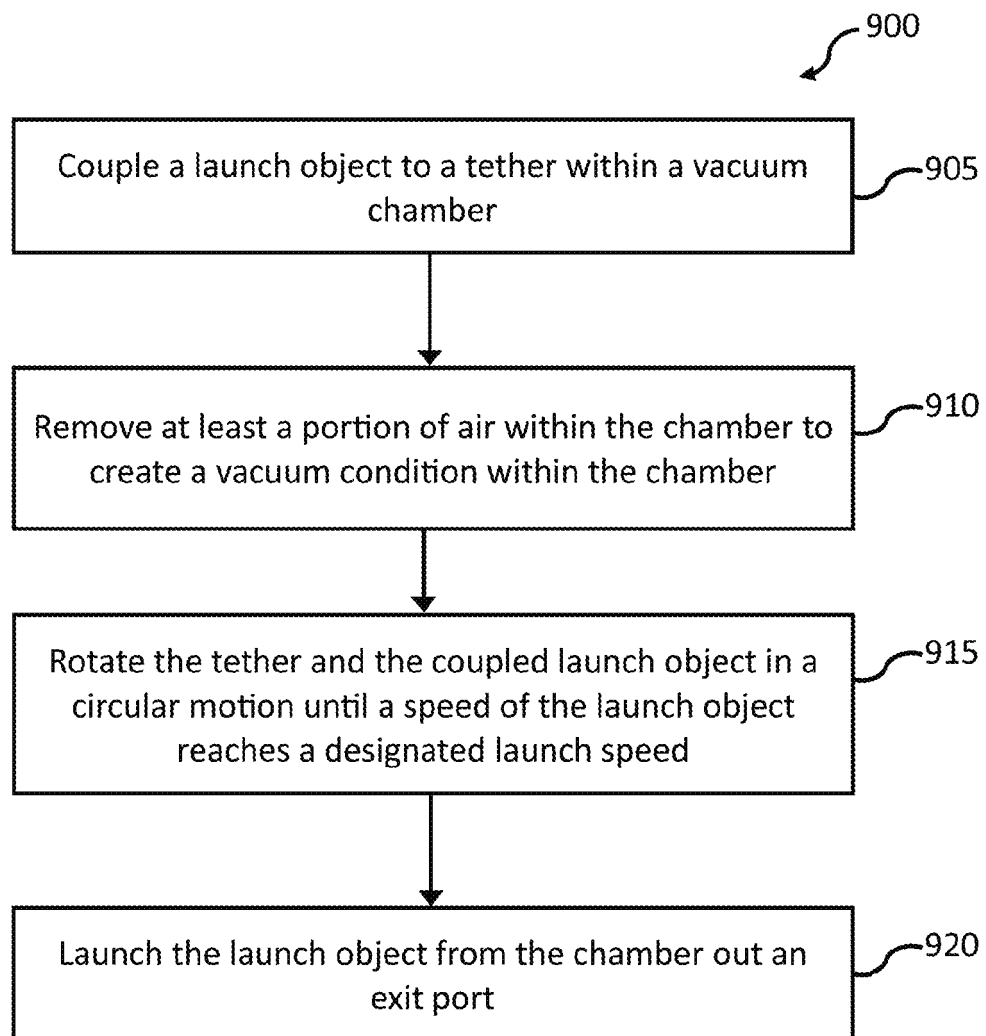 900
Couple a launch object to a tether within a vacuum
chamber
905
Remove at least a portion of air within the chamber to
create a vacuum condition within the chamber
910
Rotate the tether and the coupled launch object in a
circular motion until a speed of the launch object
reaches a designated launch speed
915
Launch the launch object from the chamber out an
exit port
920